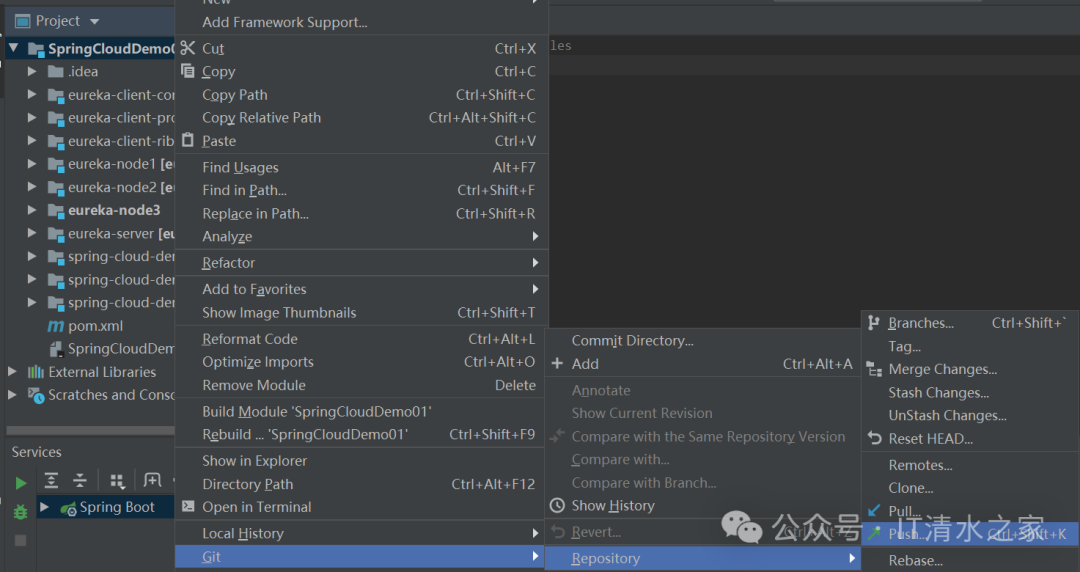 Project
SpringCloudDemo0
.idea
eureka-client-con
eureka-client-pro
eureka-client-rib
eureka-node1 [eu
eureka-node2 [eu
eureka-node3
eureka-server [eu
spring-cloud-den
spring-cloud-den
spring-cloud-den
pom.xml
SpringCloudDem
External Libraries
Scratches and Conso
Services
Spring Boot
New
Add Framework Support...
Cut Ctrl+X
Copy Ctrl+C
Copy Path Ctrl+Shift+C
Copy Relative Path Ctrl+Alt+Shift+C
Paste Ctrl+V
Find Usages Alt+F7
Find in Path... Ctrl+Shift+F
Replace in Path... Ctrl+Shift+R
Analyze
Refactor
Add to Favorites
Show Image Thumbnails Ctrl+Shift+T
Reformat Code Ctrl+Alt+L
Optimize Imports Ctrl+Alt+O
Remove Module Delete
Build Module 'SpringCloudDemo01'
Rebuild ... 'SpringCloudDemo01' Ctrl+Shift+F9
Show in Explorer
Directory Path Ctrl+Alt+F12
Open in Terminal
Local History
Git
les
Commit Directory...
Add Ctrl+Alt+A
Annotate
Show Current Revision
Compare with the Same Repository Version
Compare with...
Compare with Branch...
Show History
Revert... Ctrl+Alt+Z
Repository
Branches... Ctrl+Shift+`
Tag...
Merge Changes...
Stash Changes...
UnStash Changes...
Reset HEAD...
Remotes...
Clone...
Pull...
Push... Ctrl+Shift+K
Rebase...
公众号 · IT清水之家